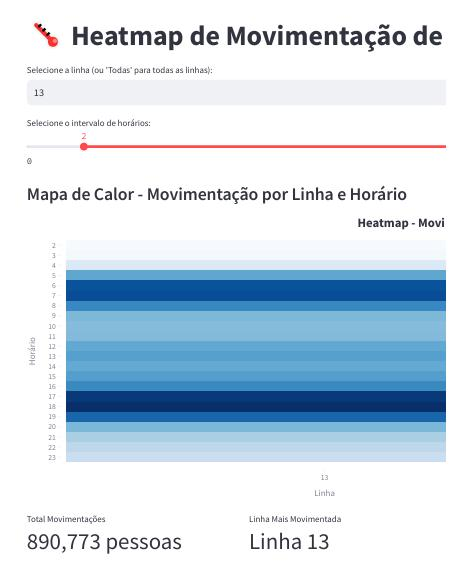 Heatmap de Movimentação de
Selecione a linha (ou 'Todas' para todas as linhas):
13
Selecione o intervalo de horários:
2
0
Mapa de Calor - Movimentação por Linha e Horário
Heatmap - Movi
Horário
2
3
4
5
6
7
8
9
10
11
12
13
14
15
16
17
18
19
20
21
22
23
13
Linha
Total Movimentações
890,773 pessoas
Linha Mais Movimentada
Linha 13